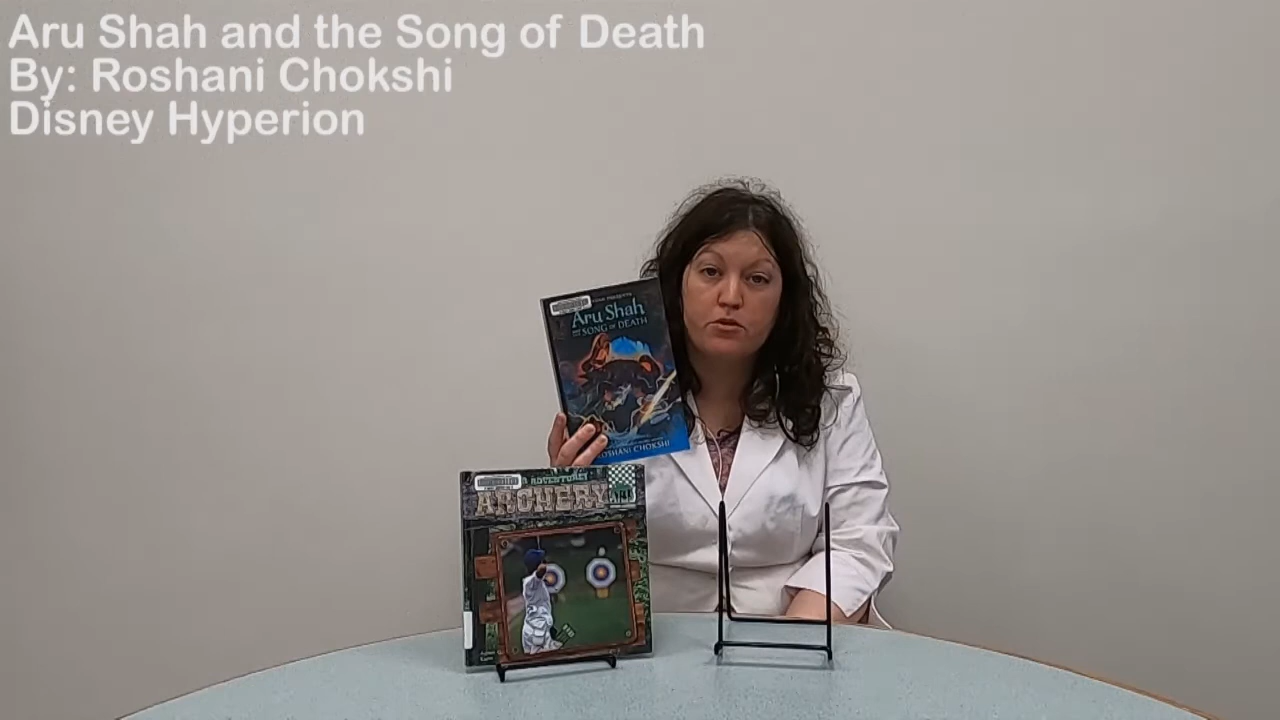 Aru Shah and the Song of Death
By: Roshani Chokshi
Disney Hyperion
Aru Shah
SONG OF DEATH
ROSHANI CHOKSHI
ADVENTURE!
ARCHERY